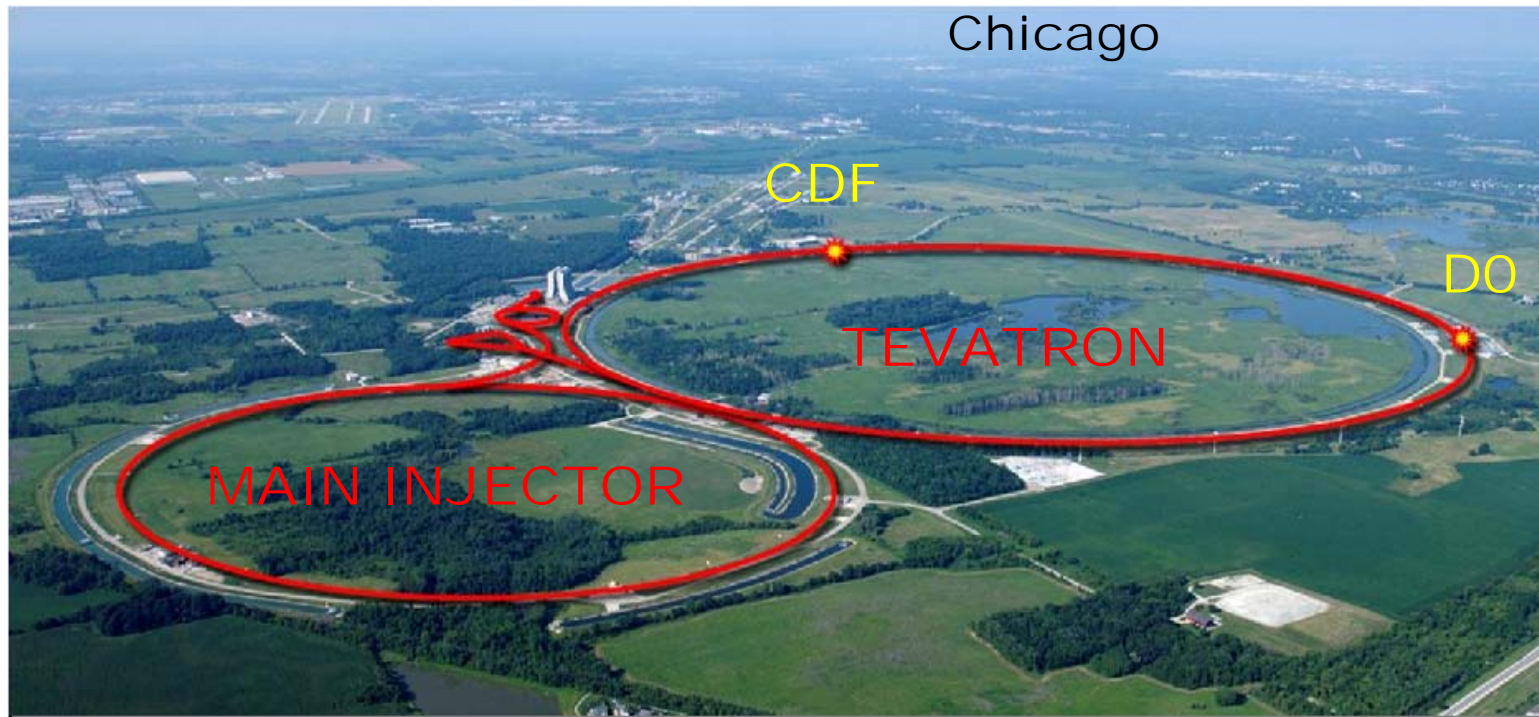 Chicago
CDF
D0
TEVATRON
MAIN INJECTOR